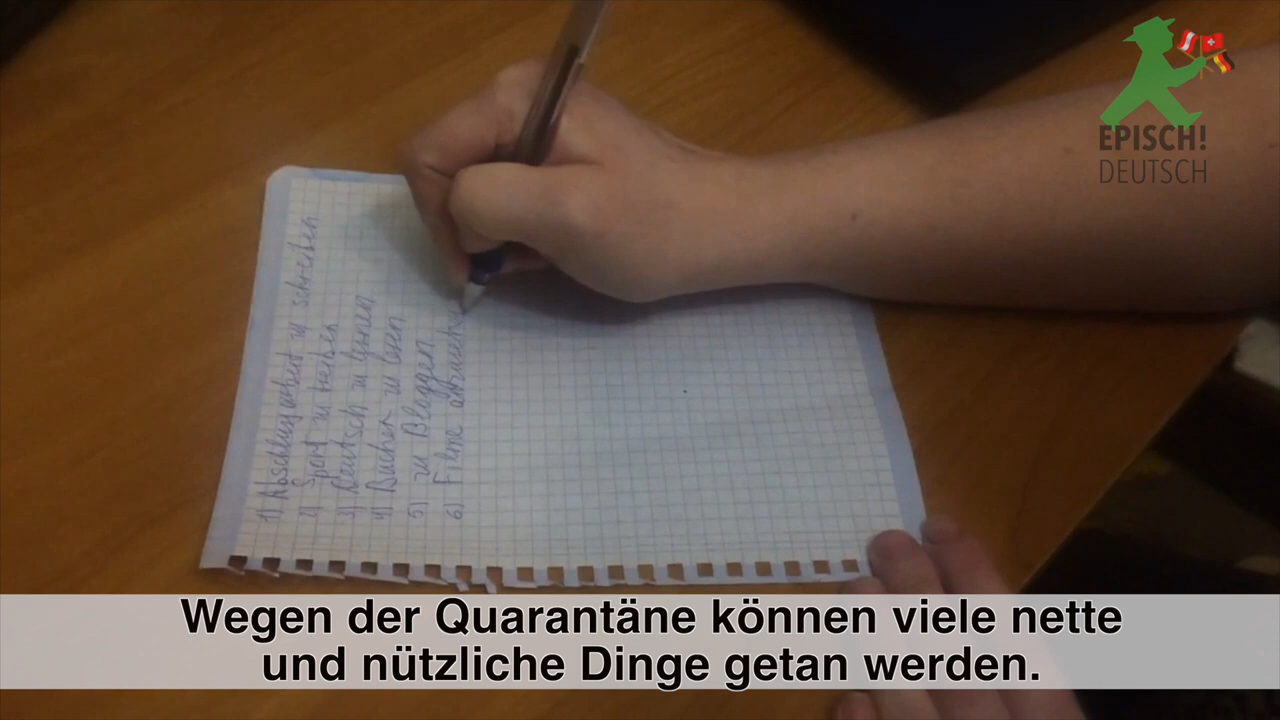 EPISCH!
DEUTSCH
1) Abschlussarbeit zu schreiben
2) Sport zu treiben
3) Deutsch zu lernen
4) Bucher zu lesen
5) zu Bloggen
6) Filme
Wegen der Quarantäne können viele nette
und nützliche Dinge getan werden.